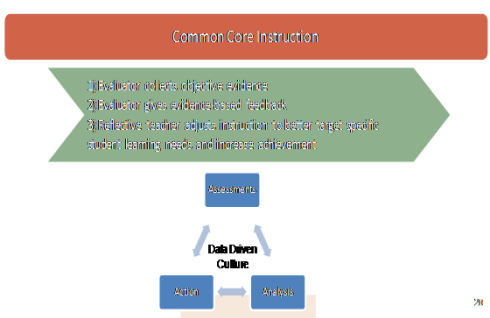 Common Core Instruction
1) Evaluator collects objective evidence
2) Evaluator gives evidence-based feedback
3) Reflective teacher adjusts instruction to better target specific
student learning needs and increase achievement
Assessments
Data Driven
Culture
Action
Analysis